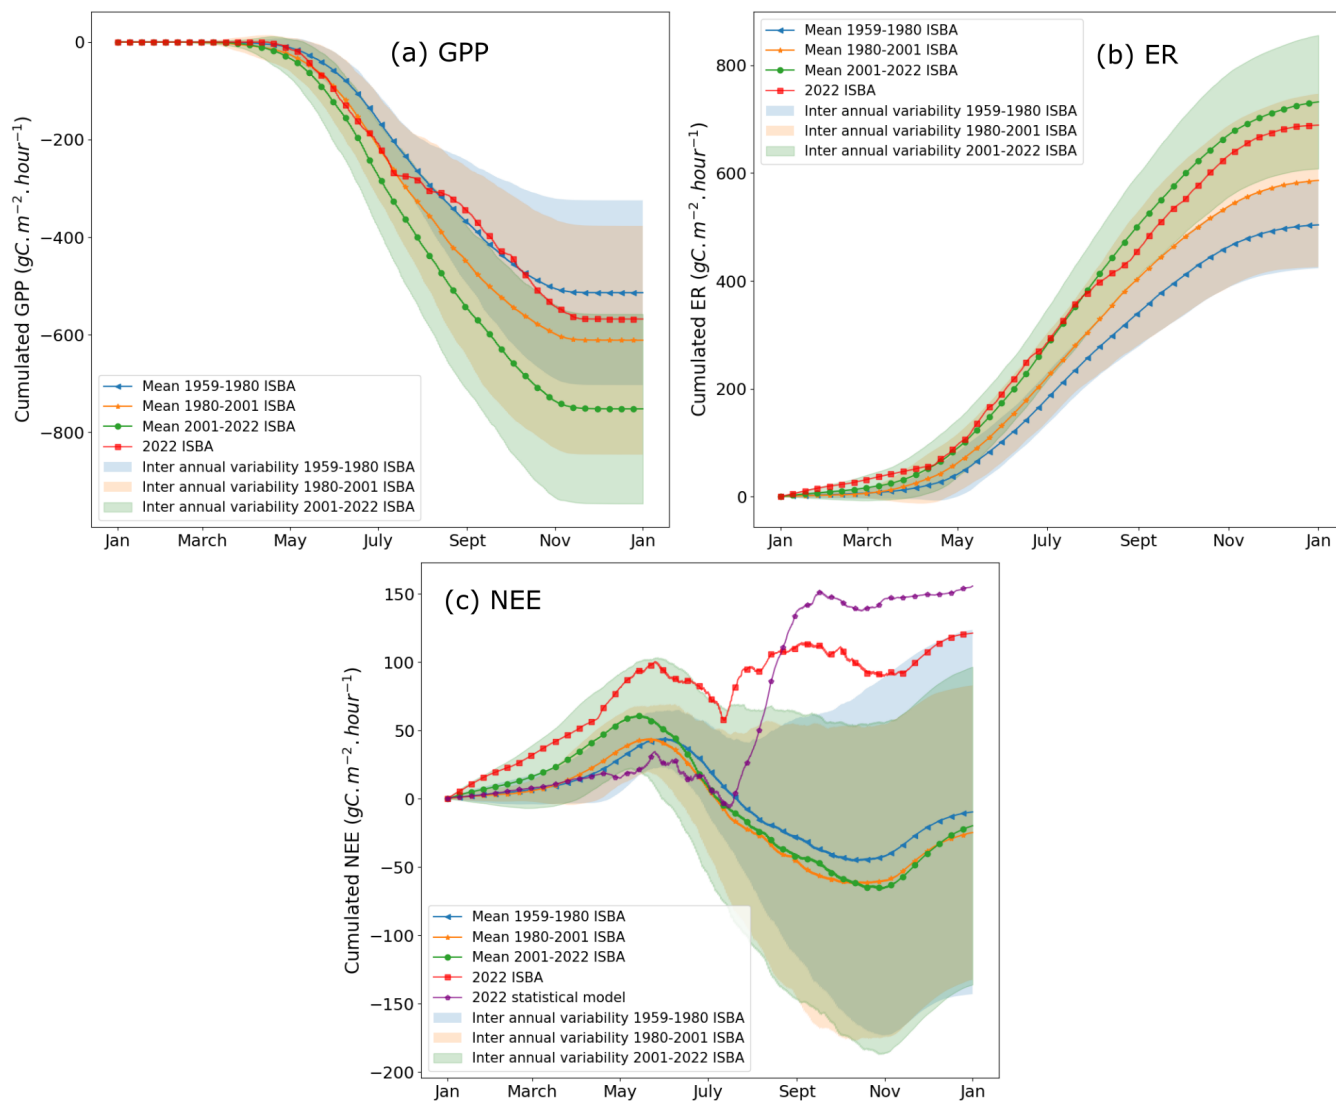 (a) GPP
Cumulated GPP (gC. m⁻². hour⁻¹)
0
−200
−400
−600
−800
Mean 1959-1980 ISBA
Mean 1980-2001 ISBA
Mean 2001-2022 ISBA
2022 ISBA
Inter annual variability 1959-1980 ISBA
Inter annual variability 1980-2001 ISBA
Inter annual variability 2001-2022 ISBA
Jan March May July Sept Nov Jan
(b) ER
Cumulated ER (gC. m⁻². hour⁻¹)
Mean 1959-1980 ISBA
Mean 1980-2001 ISBA
Mean 2001-2022 ISBA
2022 ISBA
Inter annual variability 1959-1980 ISBA
Inter annual variability 1980-2001 ISBA
Inter annual variability 2001-2022 ISBA
800
600
400
200
0
Jan March May July Sept Nov Jan
(c) NEE
Cumulated NEE (gC. m⁻². hour⁻¹)
150
100
50
0
−50
−100
−150
−200
Mean 1959-1980 ISBA
Mean 1980-2001 ISBA
Mean 2001-2022 ISBA
2022 ISBA
2022 statistical model
Inter annual variability 1959-1980 ISBA
Inter annual variability 1980-2001 ISBA
Inter annual variability 2001-2022 ISBA
Jan March May July Sept Nov Jan